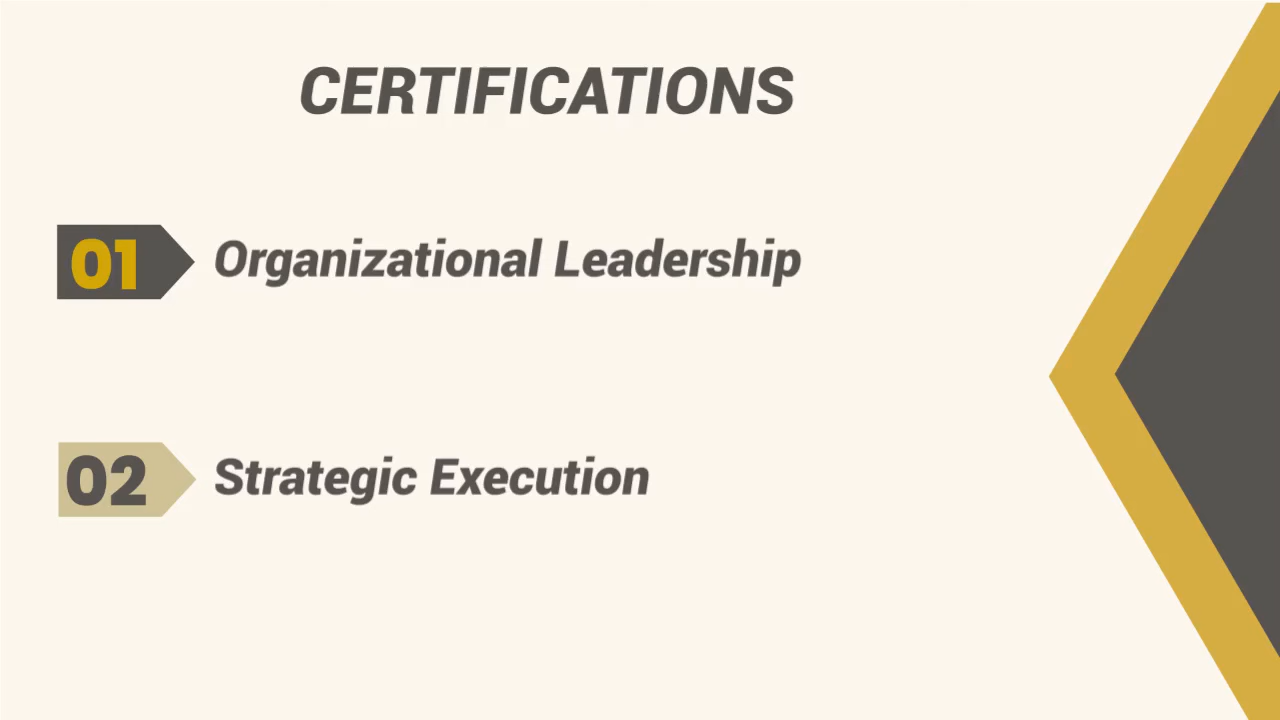 CERTIFICATIONS
01 Organizational Leadership
02 Strategic Execution